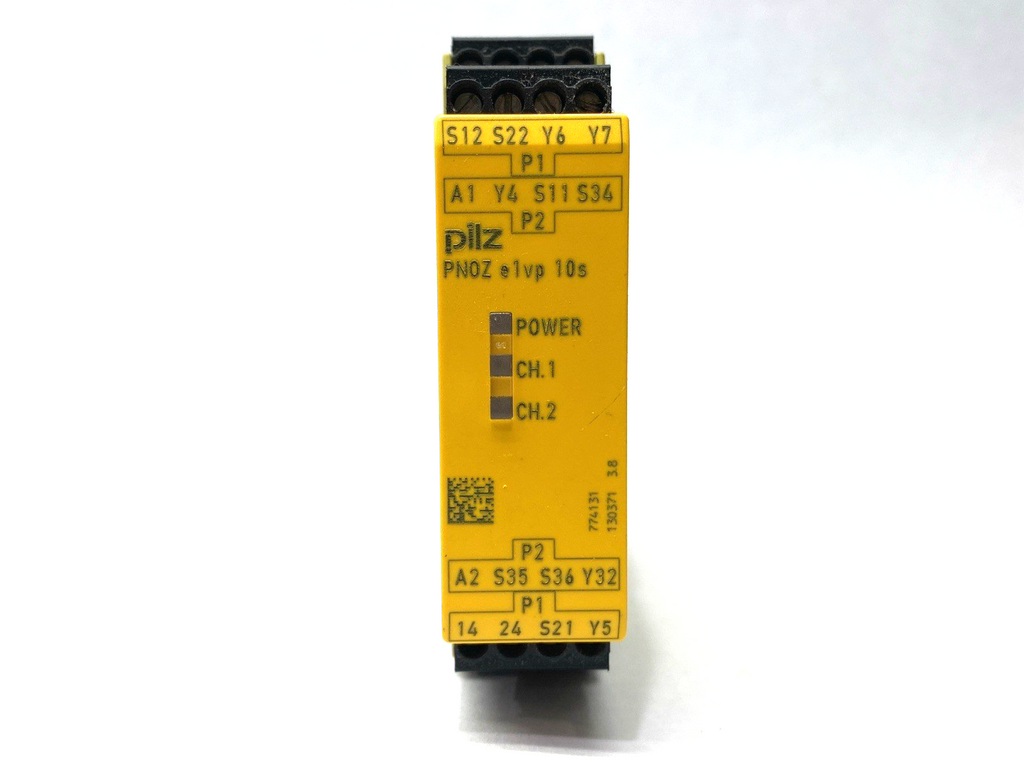 S12 S22 Y6 Y7
P1
A1 Y4 S11 S34
P2
pilz
PNOZ e1vp 10s
POWER
CH.1
CH.2
774131
130371 3.8
P2
A2 S35 S36 Y32
P1
14 24 S21 Y5